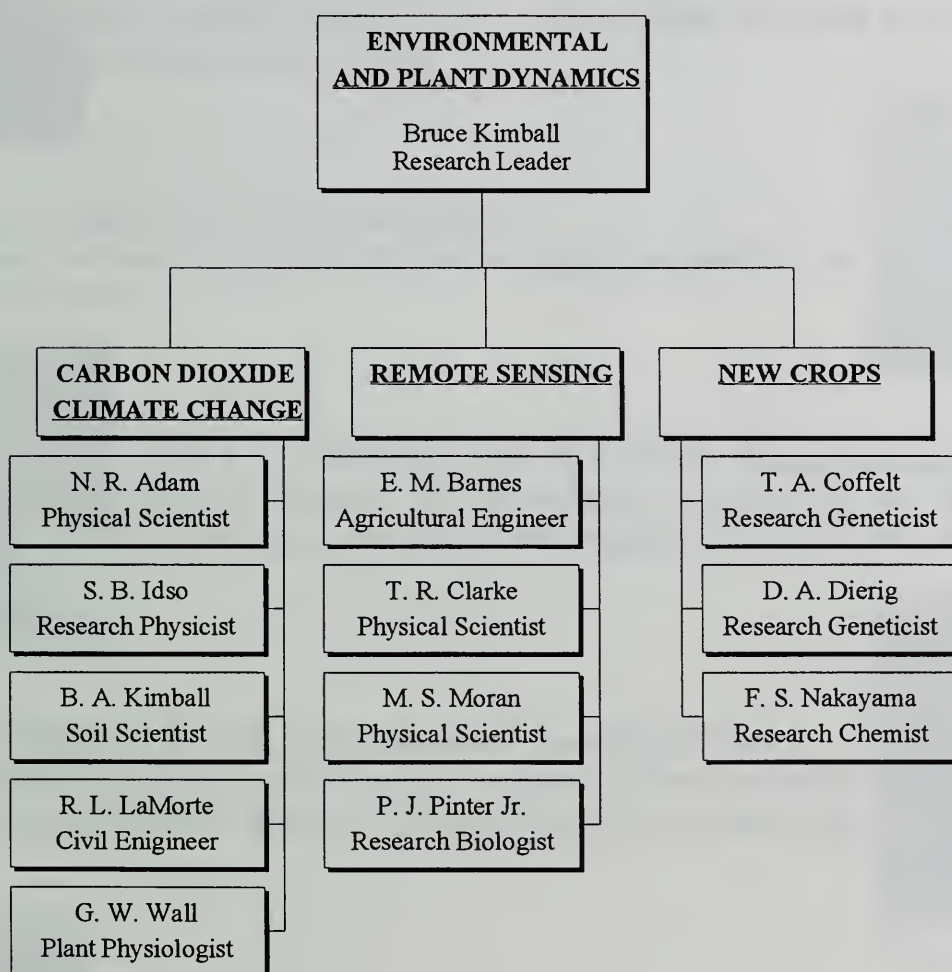 ENVIRONMENTAL
AND PLANT DYNAMICS
Bruce Kimball
Research Leader
CARBON DIOXIDE
CLIMATE CHANGE
N. R. Adam
Physical Scientist
S. B. Idso
Research Physicist
B. A. Kimball
Soil Scientist
R. L. LaMorte
Civil Enigineer
G. W. Wall
Plant Physiologist
REMOTE SENSING
E. M. Barnes
Agricultural Engineer
T. R. Clarke
Physical Scientist
M. S. Moran
Physical Scientist
P. J. Pinter Jr.
Research Biologist
NEW CROPS
T. A. Coffelt
Research Geneticist
D. A. Dierig
Research Geneticist
F. S. Nakayama
Research Chemist